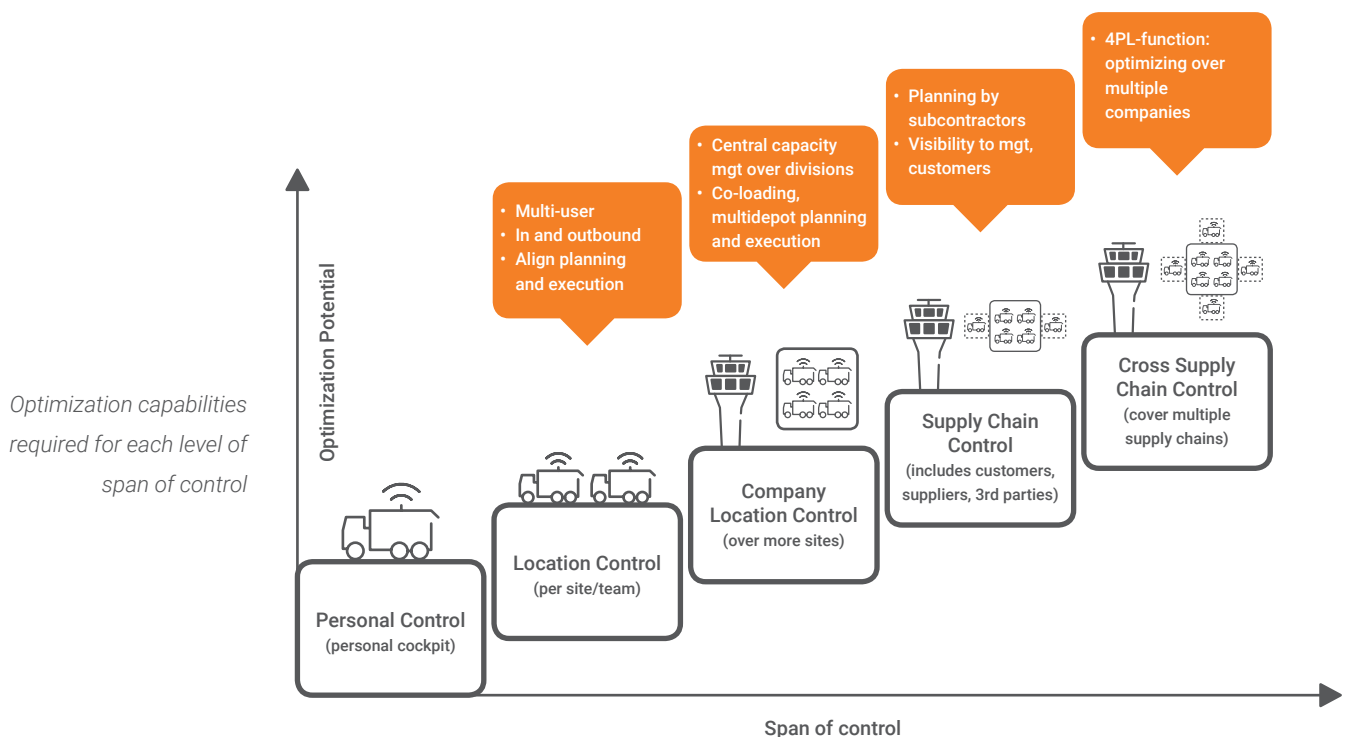 • 4PL-function:
optimizing over
multiple
companies
• Planning by
subcontractors
• Visibility to mgt,
customers
• Central capacity
mgt over divisions
• Co-loading,
multidepot planning
and execution
• Multi-user
• In and outbound
• Align planning
and execution
Optimization Potential
Optimization capabilities
required for each level of
span of control
Personal Control
(personal cockpit)
Location Control
(per site/team)
Company
Location Control
(over more sites)
Supply Chain
Control
(includes customers,
suppliers, 3rd parties)
Cross Supply
Chain Control
(cover multiple
supply chains)
Span of control